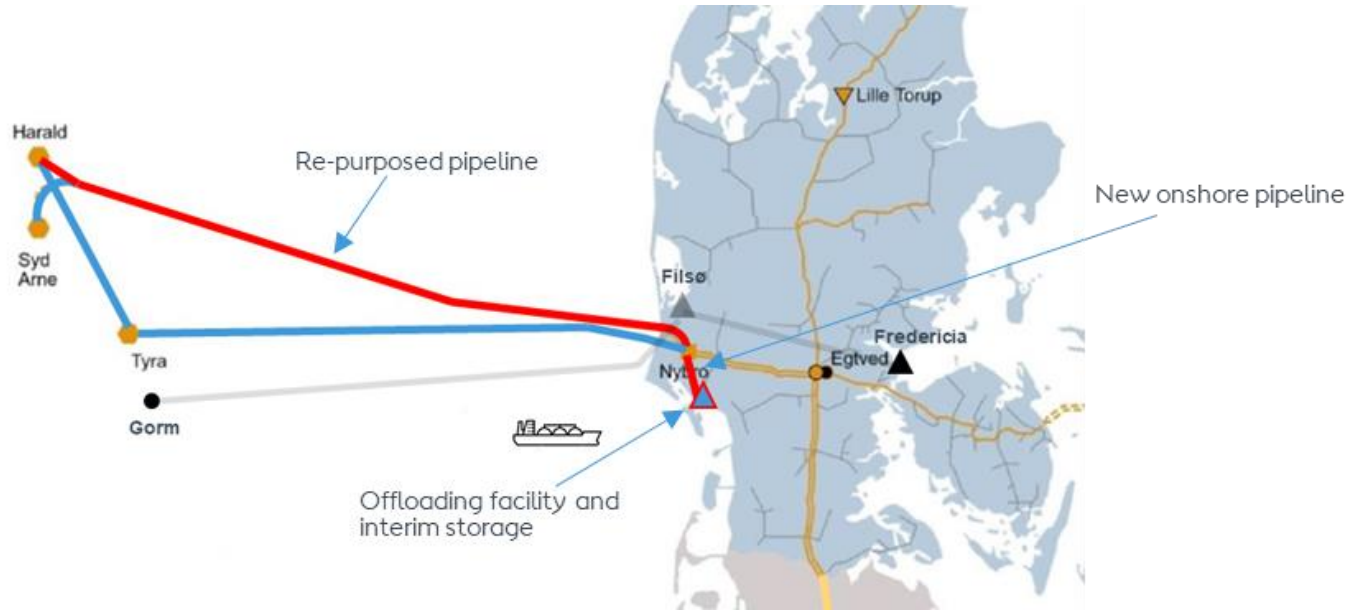 Lille Torup
Harald
Re-purposed pipeline
New onshore pipeline
Syd
Arne
Filsø
Fredericia
Tyra
Nybro
Egtved
Gorm
Offloading facility and
interim storage